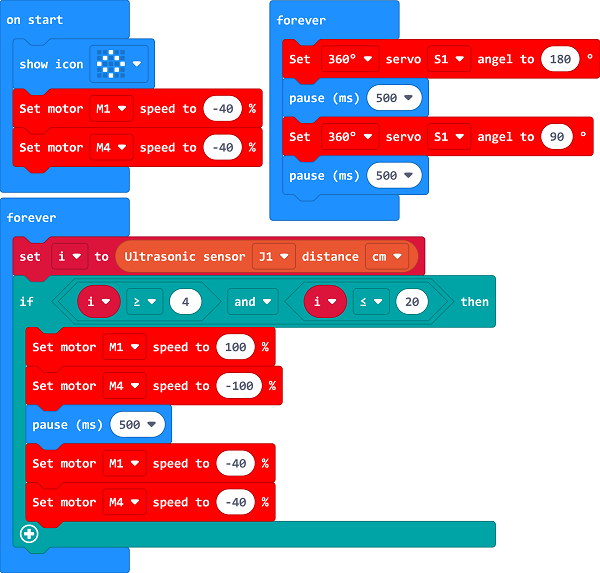 on start
show icon
Set motor M1 speed to -40 %
Set motor M4 speed to -40 %
forever
Set 360° servo S1 angel to 180 °
pause (ms) 500
Set 360° servo S1 angel to 90 °
pause (ms) 500
forever
set i to Ultrasonic sensor J1 distance cm
if i ≥ 4 and i ≤ 20 then
Set motor M1 speed to 100 %
Set motor M4 speed to -100 %
pause (ms) 500
Set motor M1 speed to -40 %
Set motor M4 speed to -40 %